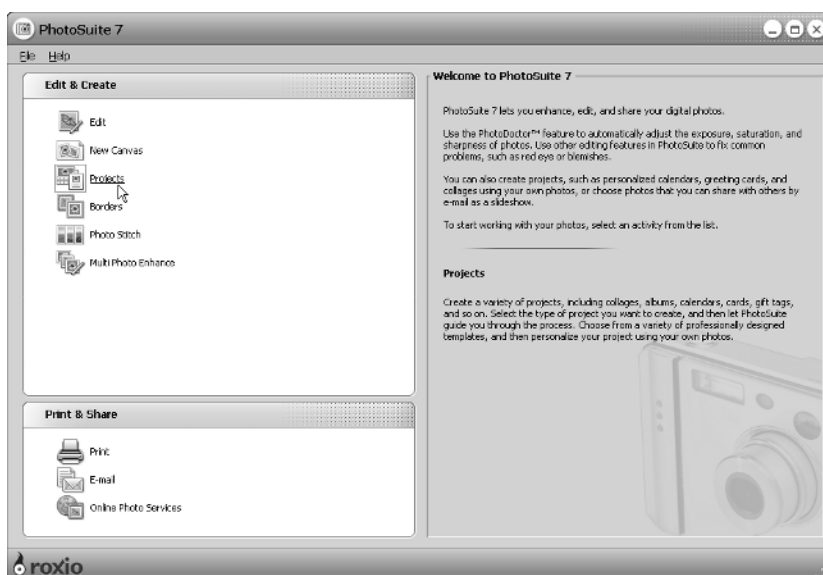 PhotoSuite 7
File Help
Edit & Create
Edit
New Canvas
Projects
Borders
Photo Stitch
Multi Photo Enhance
Print & Share
Print
E-mail
Online Photo Services
Welcome to PhotoSuite 7
PhotoSuite 7 lets you enhance, edit, and share your digital photos.
Use the PhotoDoctor™ feature to automatically adjust the exposure, saturation, and
sharpness of photos. Use other editing features in PhotoSuite to fix common
problems, such as red eye or blemishes.
You can also create projects, such as personalized calendars, greeting cards, and
collages using your own photos, or choose photos that you can share with others by
e-mail as a slideshow.
To start working with your photos, select an activity from the list.
Projects
Create a variety of projects, including collages, albums, calendars, cards, gift tags,
and so on. Select the type of project you want to create, and then let PhotoSuite
guide you through the process. Choose from a variety of professionally designed
templates, and then personalize your project using your own photos.
roxio